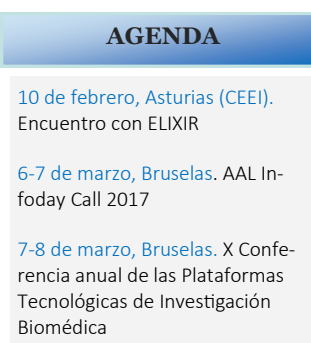 AGENDA
10 de febrero, Asturias (CEEI).
Encuentro con ELIXIR
6-7 de marzo, Bruselas. AAL In-
foday Call 2017
7-8 de marzo, Bruselas. X Confe-
rencia anual de las Plataformas
Tecnológicas de Investigación
Biomédica